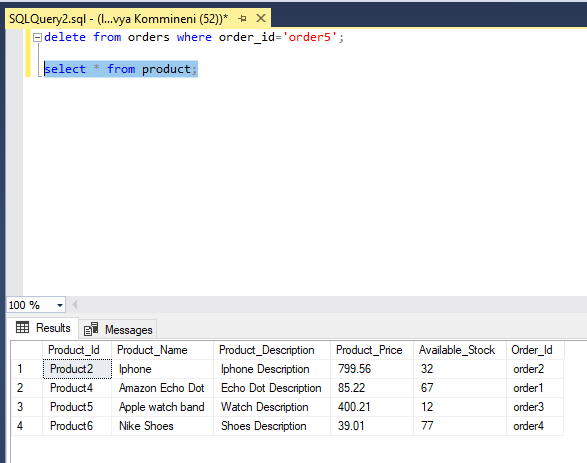 SQLQuery2.sql - (l...vya Kommineni (52))*
delete from orders where order_id='order5';
select * from product;
100 %
Results Messages
Product_Id Product_Name Product_Description Product_Price Available_Stock Order_Id
1 Product2 Iphone Iphone Description 799.56 32 order2
2 Product4 Amazon Echo Dot Echo Dot Description 85.22 67 order1
3 Product5 Apple watch band Watch Description 400.21 12 order3
4 Product6 Nike Shoes Shoes Description 39.01 77 order4